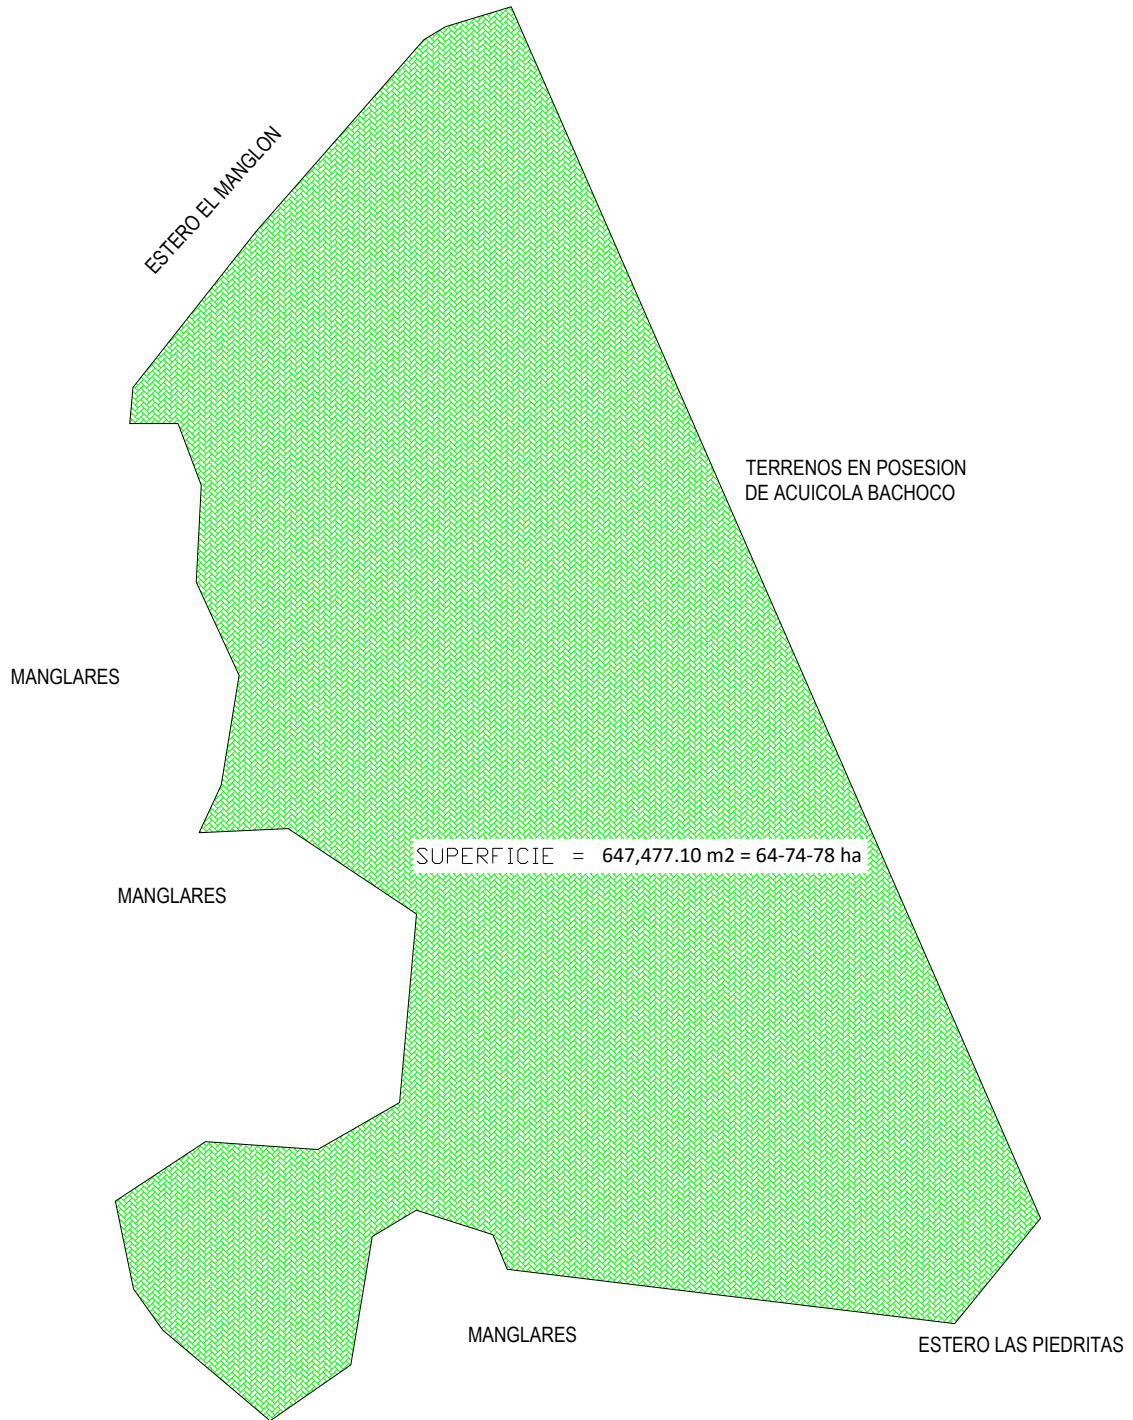 ESTERO EL MANGLON
TERRENOS EN POSESION
DE ACUICOLA BACHOCO
MANGLARES
SUPERFICIE = 647,477.10 m2 = 64-74-78 ha
MANGLARES
MANGLARES
ESTERO LAS PIEDRITAS